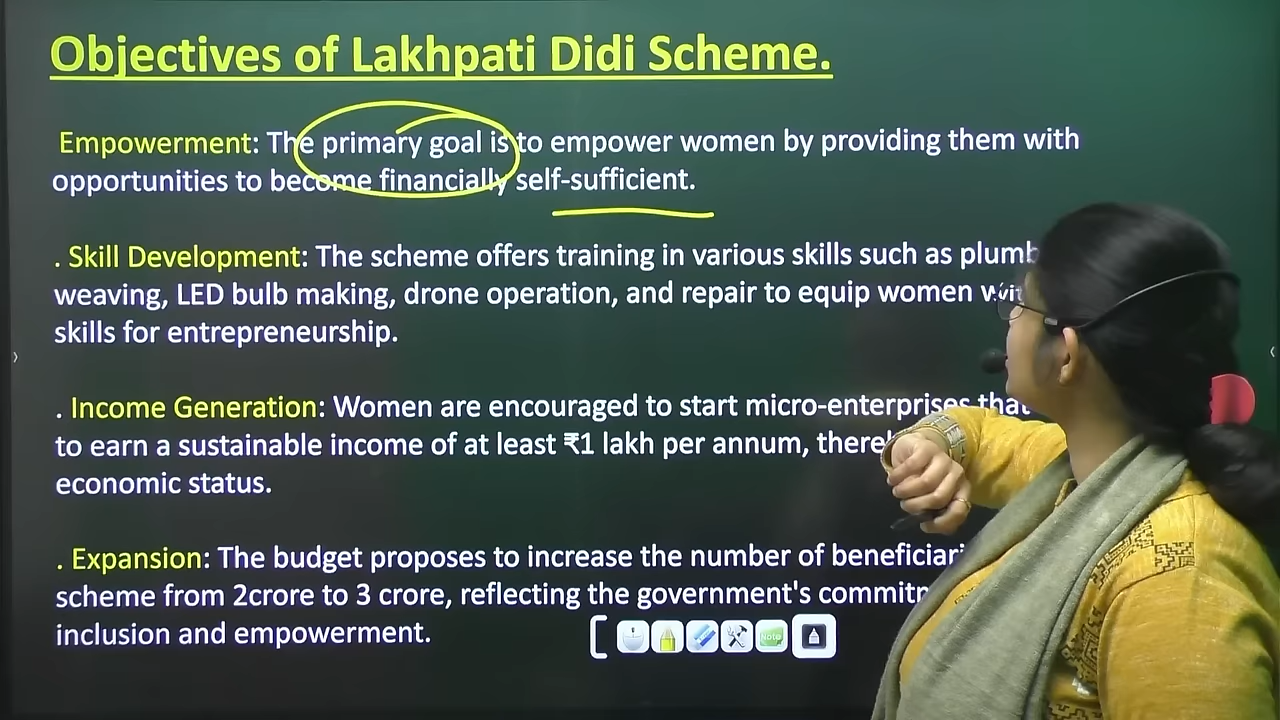 Objectives of Lakhpati Didi Scheme.
Empowerment: The primary goal is to empower women by providing them with
opportunities to become financially self-sufficient.
. Skill Development: The scheme offers training in various skills such as
weaving, LED bulb making, drone operation, and repair to equip women
skills for entrepreneurship.
. Income Generation: Women are encouraged to start micro-enterprises that
to earn a sustainable income of at least ₹1 lakh per annum,
economic status.
. Expansion: The budget proposes to increase the number of
scheme from 2crore to 3 crore, reflecting the government's
inclusion and empowerment.
Note